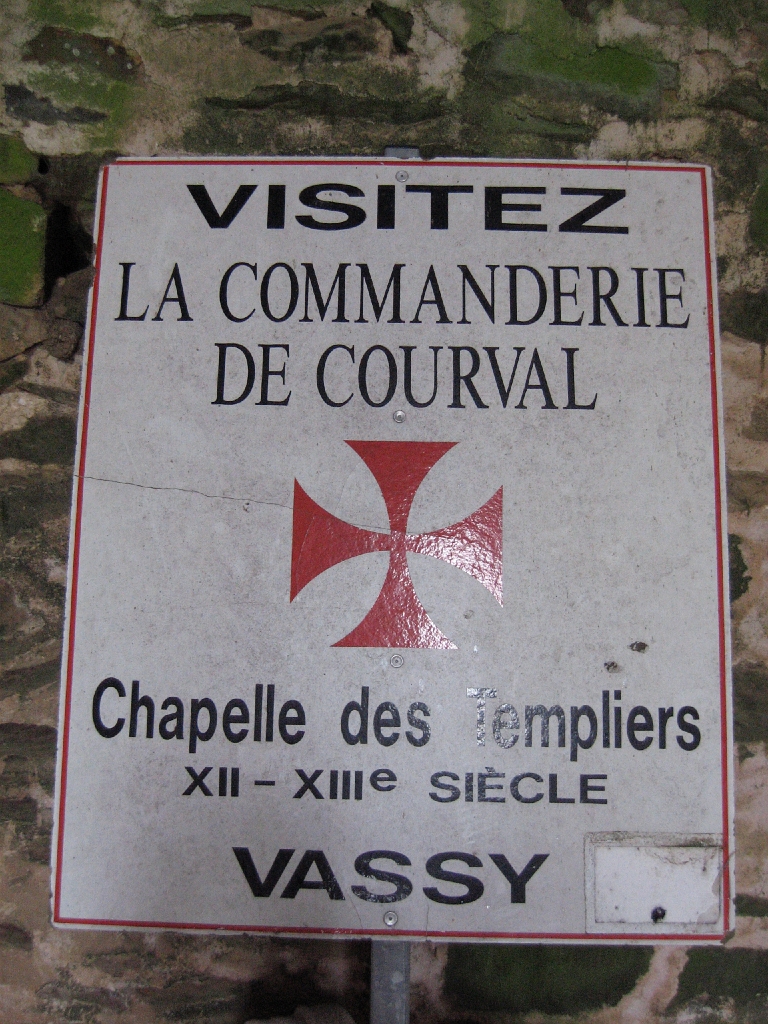 VISITEZ
LA COMMANDERIE
DE COURVAL
Chapelle des Templiers
XII - XIIIe SIÈCLE
VASSY